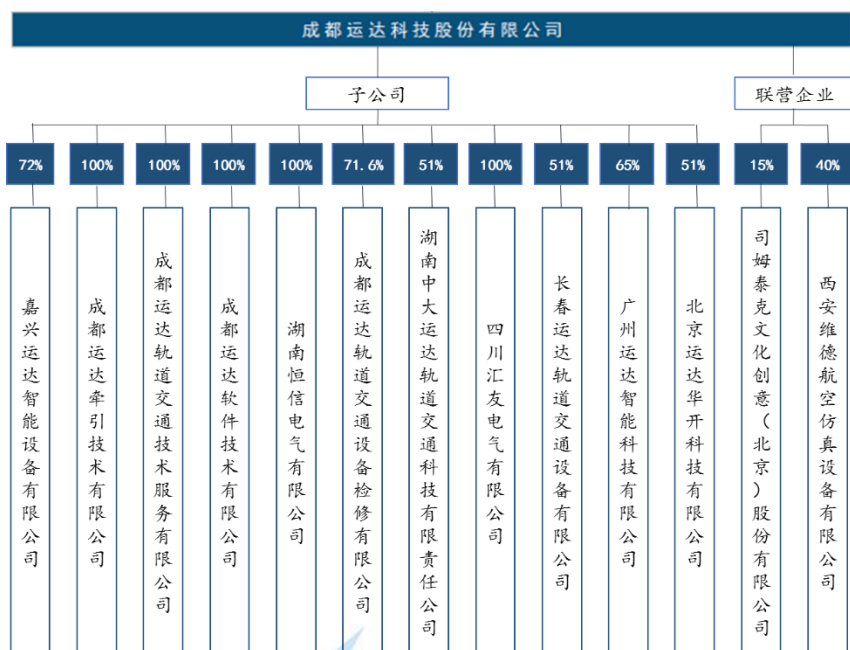 成都运达科技股份有限公司
子公司
联营企业
72%
100%
100%
100%
100%
71.6%
51%
100%
51%
65%
51%
15%
40%
嘉兴运达智能设备有限公司
成都运达牵引技术有限公司
成都运达轨道交通技术服务有限公司
成都运达软件技术有限公司
湖南恒信电气有限公司
成都运达轨道交通设备检修有限公司
湖南中大运达轨道交通科技有限责任公司
四川汇友电气有限公司
长春运达轨道交通设备有限公司
广州运达智能科技有限公司
北京运达华开科技有限公司
司姆泰克文化创意（北京）股份有限公司
西安维德航空仿真设备有限公司